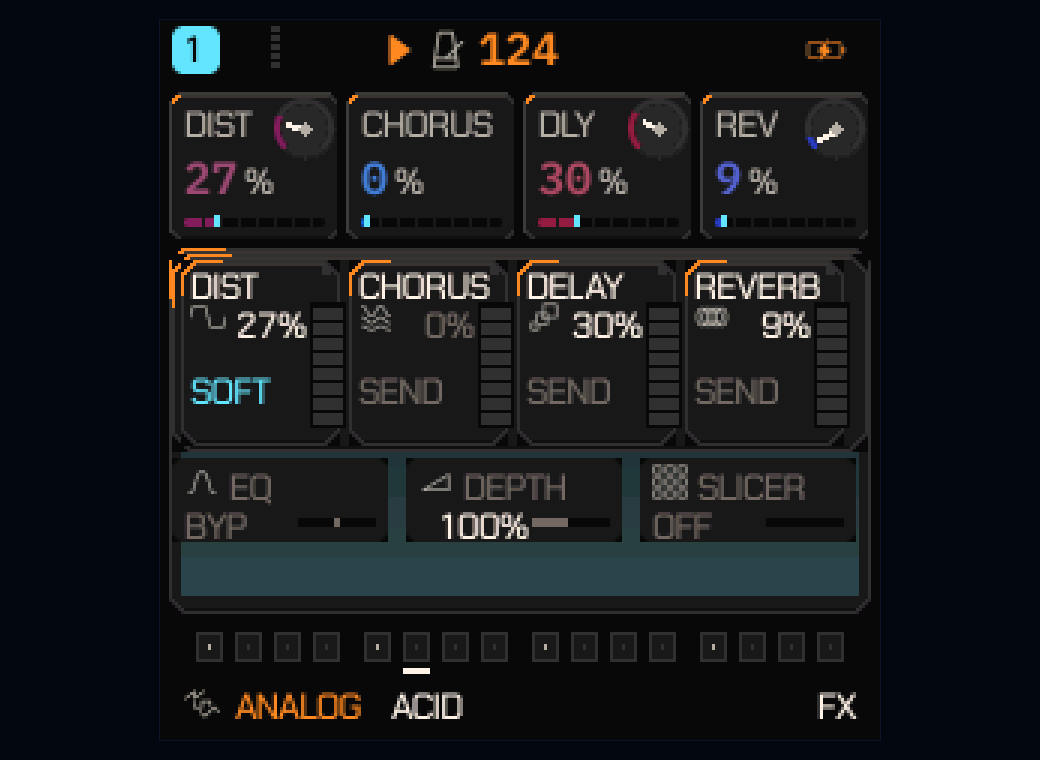 1 124
DIST CHORUS DLY REV
27 % 0 % 30 % 9 %
DIST CHORUS DELAY REVERB
27% 0% 30% 9%
SOFT SEND SEND SEND
EQ DEPTH SLICER
BYP 100% OFF
ANALOG ACID FX